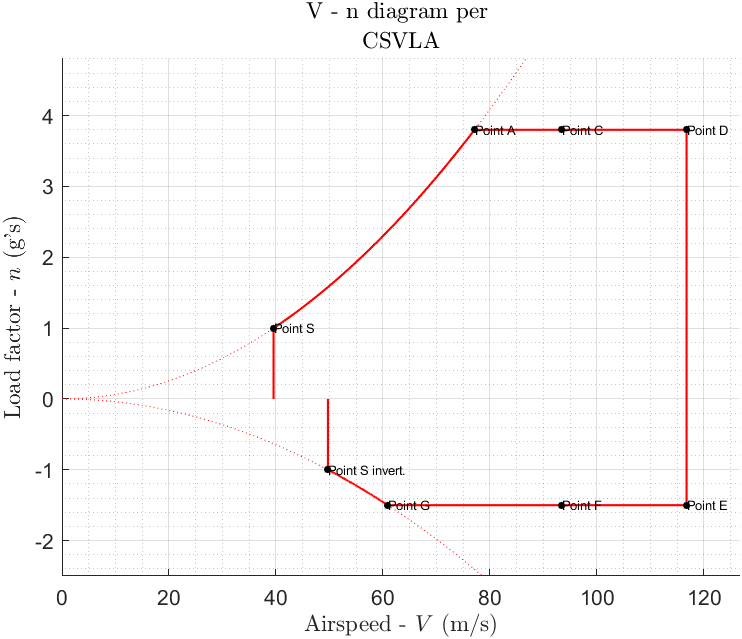 V - n diagram per
CSVLA
Load factor - n (g's)
4
3
2
1
0
-1
-2
Point A
Point C
Point D
Point S
Point S invert.
Point G
Point F
Point E
0
20
40
60
80
100
120
Airspeed - V (m/s)